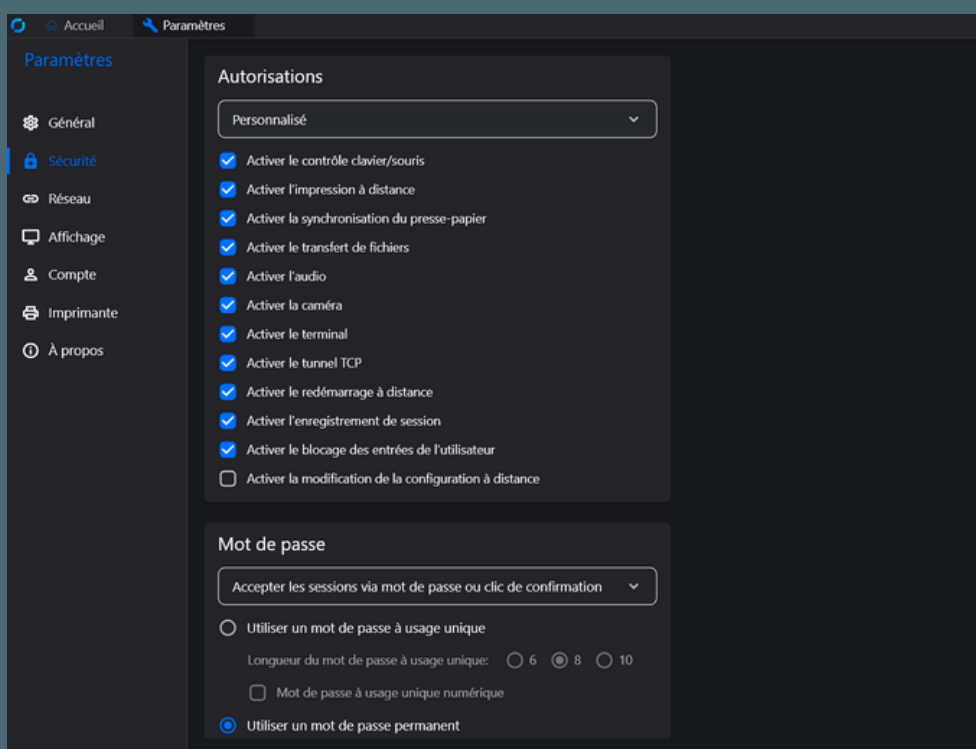 Accueil
Paramètres
Paramètres
Général
Sécurité
Réseau
Affichage
Compte
Imprimante
À propos
Autorisations
Personnalisé
Activer le contrôle clavier/souris
Activer l'impression à distance
Activer la synchronisation du presse-papier
Activer le transfert de fichiers
Activer l'audio
Activer la caméra
Activer le terminal
Activer le tunnel TCP
Activer le redémarrage à distance
Activer l'enregistrement de session
Activer le blocage des entrées de l'utilisateur
Activer la modification de la configuration à distance
Mot de passe
Accepter les sessions via mot de passe ou clic de confirmation
Utiliser un mot de passe à usage unique
Longueur du mot de passe à usage unique: 6 8 10
Mot de passe à usage unique numérique
Utiliser un mot de passe permanent